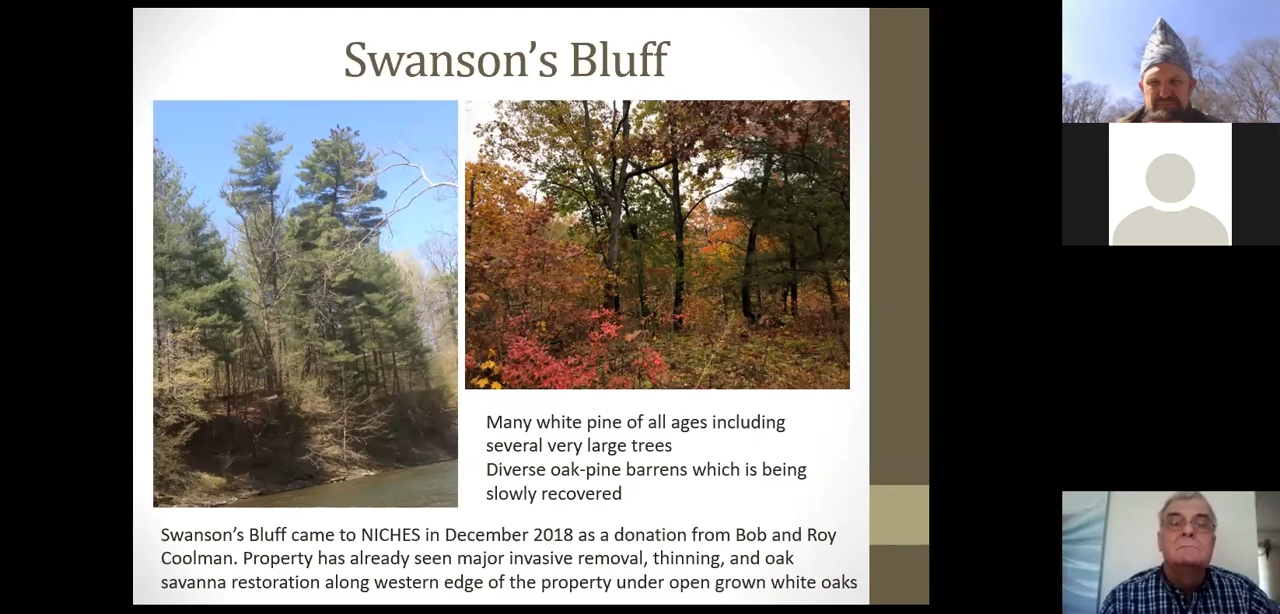 Swanson's Bluff
Many white pine of all ages including
several very large trees
Diverse oak-pine barrens which is being
slowly recovered
Swanson's Bluff came to NICHES in December 2018 as a donation from Bob and Roy
Coolman. Property has already seen major invasive removal, thinning, and oak
savanna restoration along western edge of the property under open grown white oaks